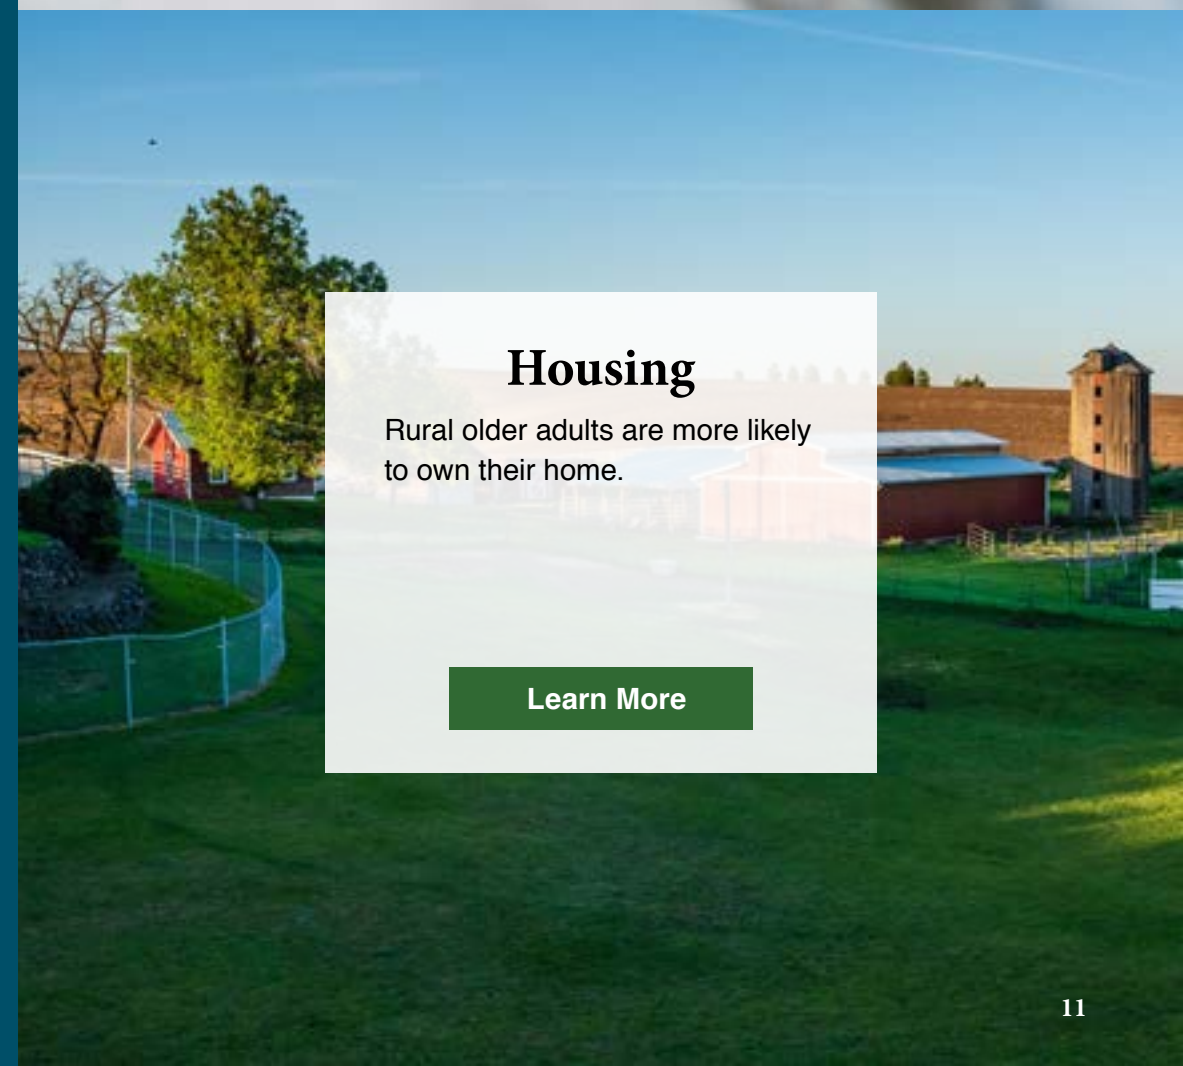 Housing
Rural older adults are more likely
to own their home.
Learn More
11